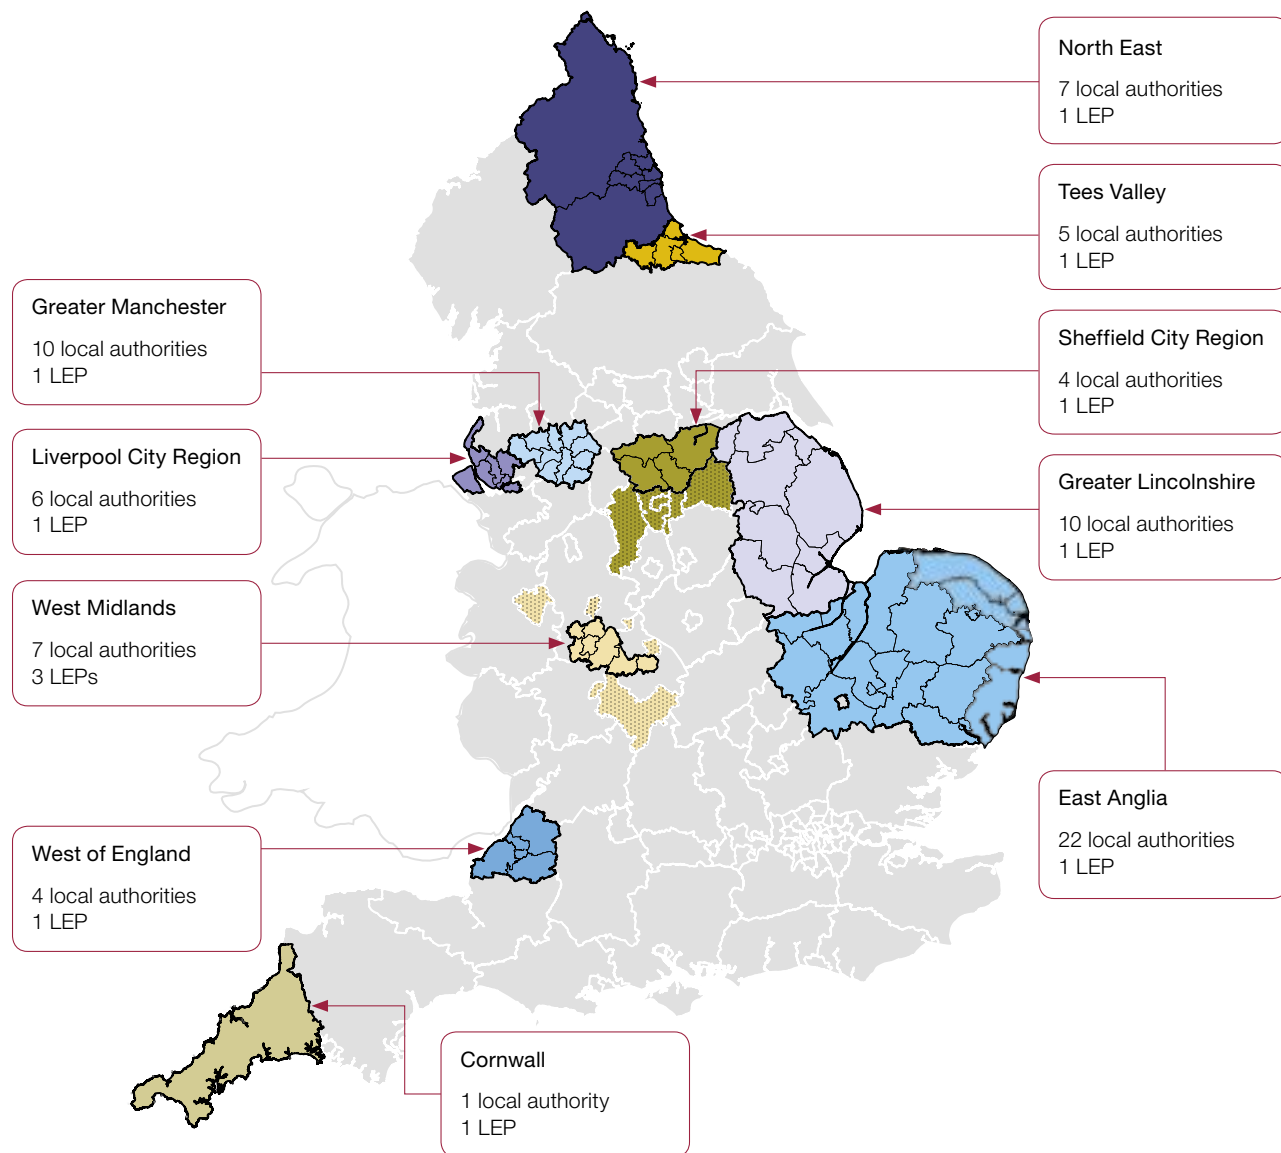 North East
7 local authorities
1 LEP
Tees Valley
5 local authorities
1 LEP
Greater Manchester
10 local authorities
1 LEP
Sheffield City Region
4 local authorities
1 LEP
Liverpool City Region
6 local authorities
1 LEP
Greater Lincolnshire
10 local authorities
1 LEP
West Midlands
7 local authorities
3 LEPs
East Anglia
22 local authorities
1 LEP
West of England
4 local authorities
1 LEP
Cornwall
1 local authority
1 LEP